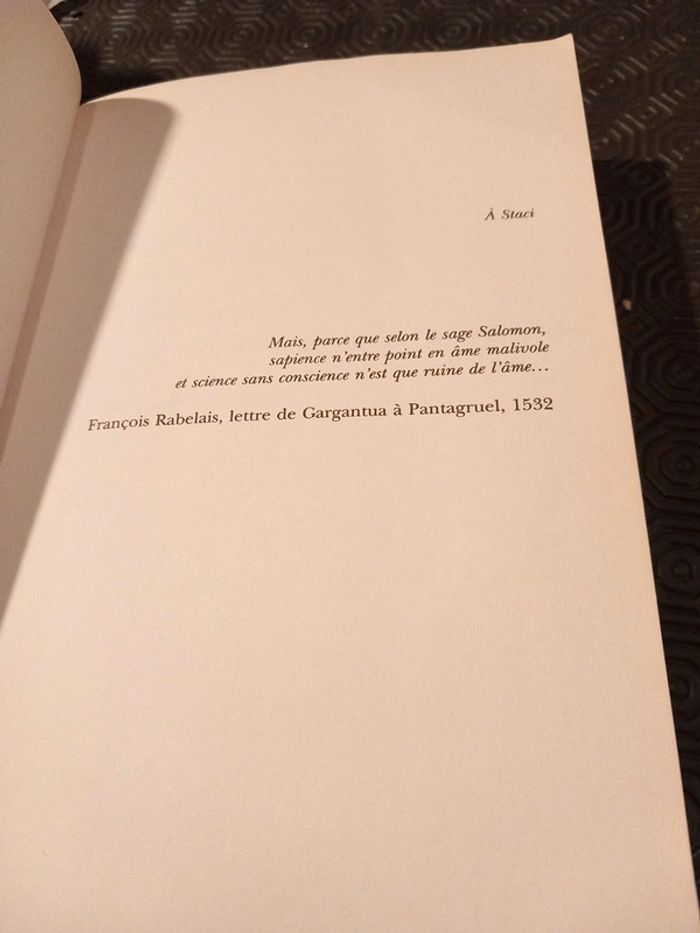 À Staci
Mais, parce que selon le sage Salomon,
sapience n'entre point en âme malivole
et science sans conscience n'est que ruine de l'âme…
François Rabelais, lettre de Gargantua à Pantagruel, 1532